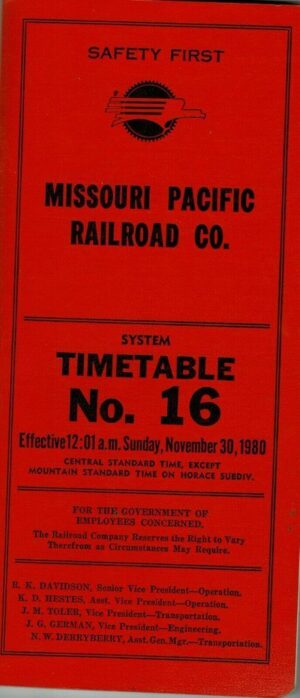 SAFETY FIRST
MISSOURI PACIFIC
RAILROAD CO.
SYSTEM
TIMETABLE
No. 16
Effective 12:01 a.m. Sunday, November 30, 1980
CENTRAL STANDARD TIME, EXCEPT
MOUNTAIN STANDARD TIME ON HORACE SUBDIV.
FOR THE GOVERNMENT OF
EMPLOYEES CONCERNED.
The Railroad Company Reserves the Right to Vary
Therefrom as Circumstances May Require.
R. K. DAVIDSON, Senior Vice President—Operation.
K. D. HESTES, Asst. Vice President—Operation.
J. M. TOLER, Vice President—Transportation.
J. G. GERMAN, Vice President—Engineering.
N. W. DERRYBERRY, Asst. Gen. Mgr.—Transportation.